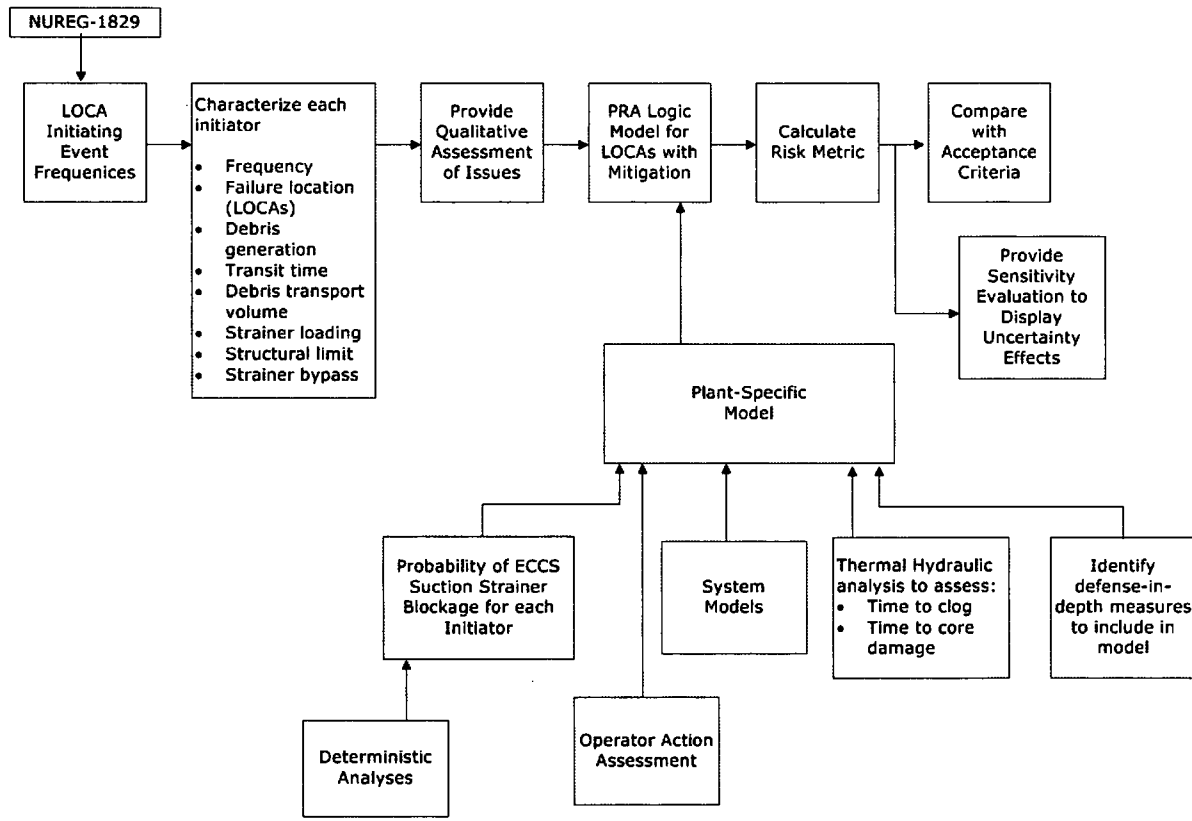 NUREG-1829
LOCA
Initiating
Event
Frequenices
Characterize each
initiator
• Frequency
• Failure location
(LOCAs)
• Debris
generation
• Transit time
• Debris transport
volume
• Strainer loading
• Structural limit
• Strainer bypass
Provide
Qualitative
Assessment
of Issues
PRA Logic
Model for
LOCAs with
Mitigation
Calculate
Risk Metric
Compare
with
Acceptance
Criteria
Provide
Sensitivity
Evaluation to
Display
Uncertainty
Effects
Plant-Specific
Model
Probability of ECCS
Suction Strainer
Blockage for each
Initiator
System
Models
Thermal Hydraulic
analysis to assess:
• Time to clog
• Time to core
damage
Identify
defense-in-
depth measures
to include in
model
Deterministic
Analyses
Operator Action
Assessment